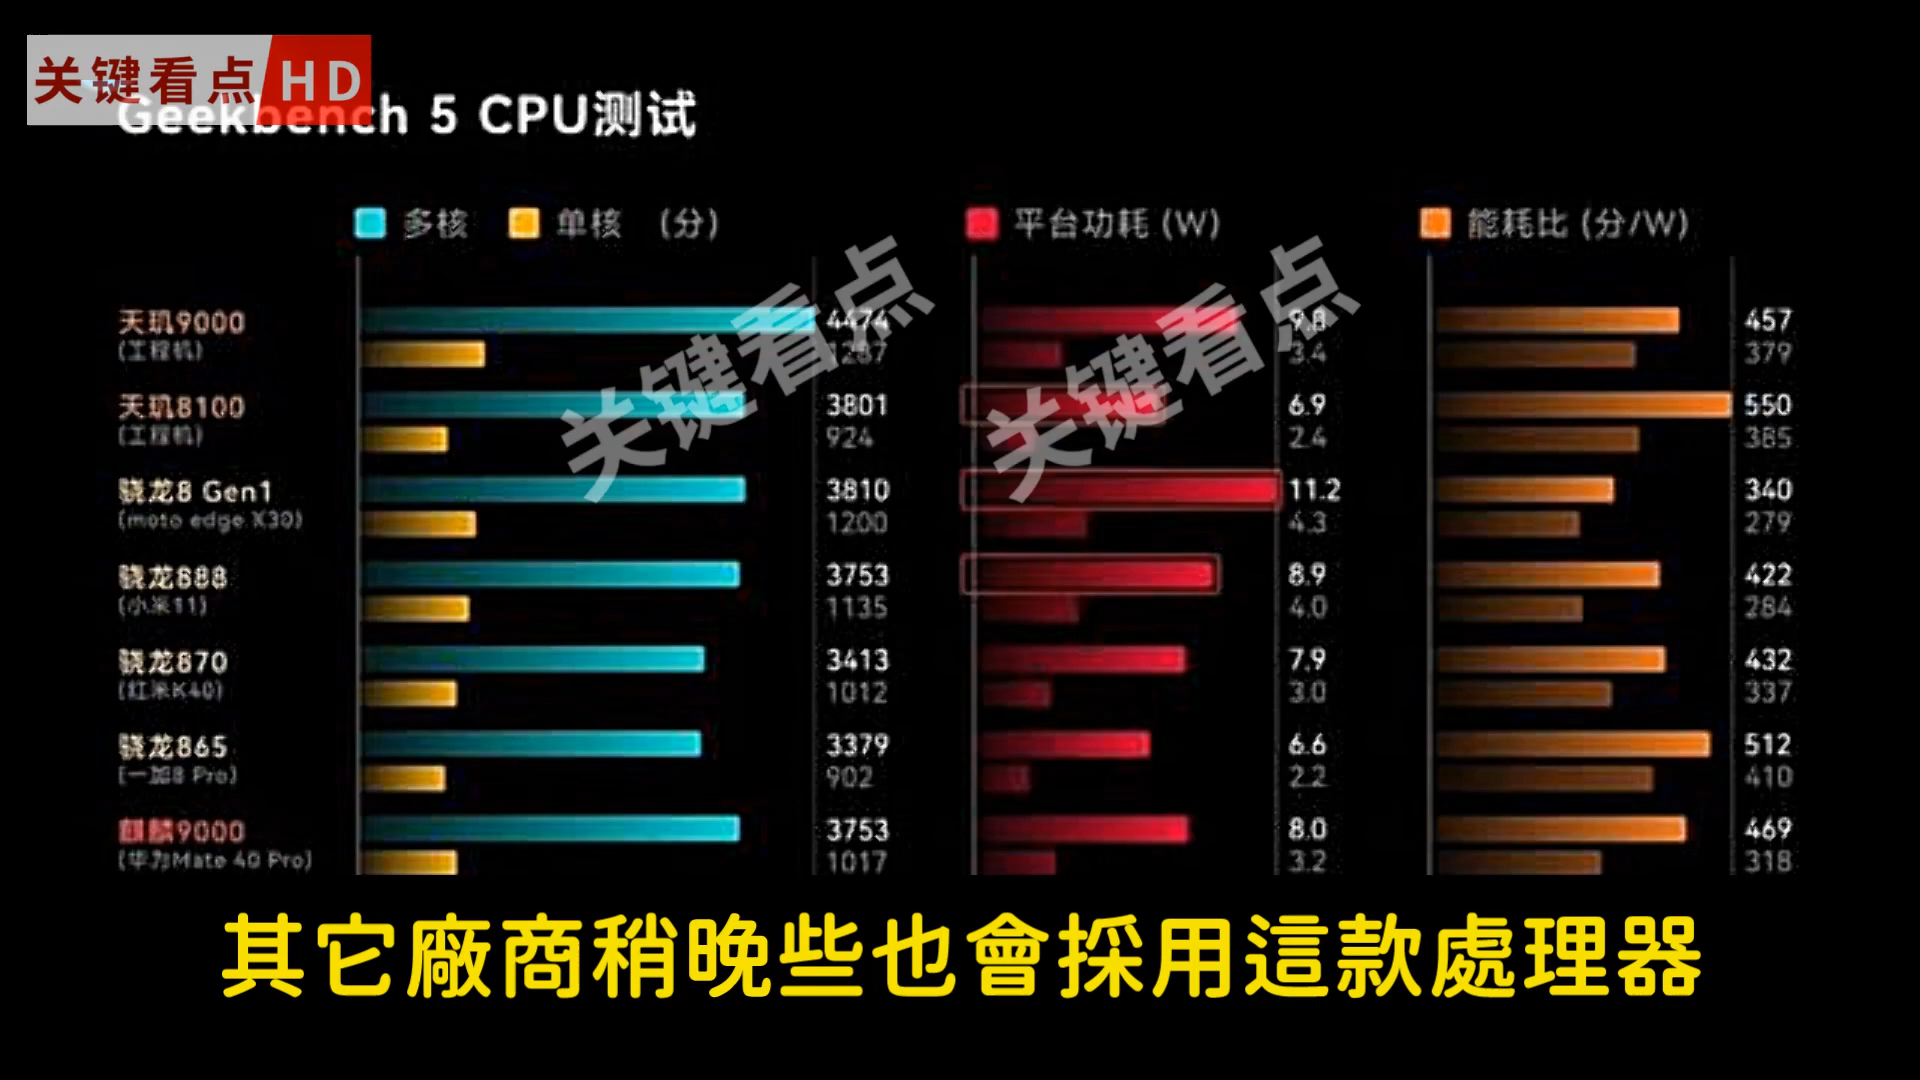 关键看点HD
Geekbench 5 CPU测试
多核 单核 (分) 平台功耗 (W) 能耗比 (分/W)
天玑9000 4474 9.8 457
(工程机) 1287 3.4 379
天玑8100 3801 6.9 550
(工程机) 924 2.4 385
骁龙8 Gen1 3810 11.2 340
(moto edge X30) 1200 4.3 279
骁龙888 3753 8.9 422
(小米11) 1135 4.0 284
骁龙870 3413 7.9 432
(红米K40) 1012 3.0 337
骁龙865 3379 6.6 512
(一加8 Pro) 902 2.2 410
麒麟9000 3753 8.0 469
(华为Mate 40 Pro) 1017 3.2 318
关键看点
关键看点
其它廠商稍晚些也會採用這款處理器